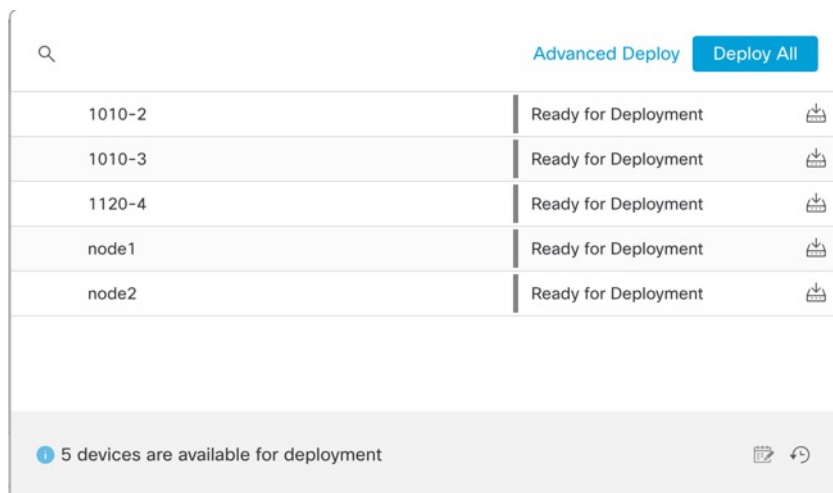 Advanced Deploy Deploy All
1010-2 Ready for Deployment
1010-3 Ready for Deployment
1120-4 Ready for Deployment
node1 Ready for Deployment
node2 Ready for Deployment
5 devices are available for deployment